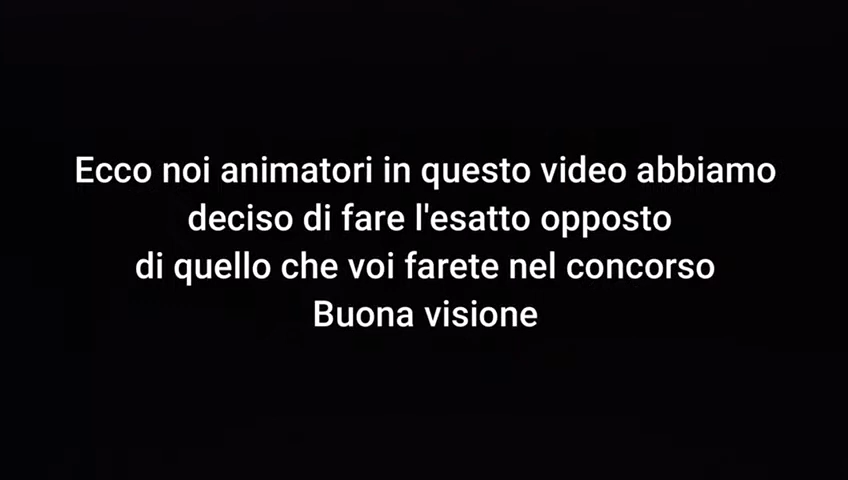 Ecco noi animatori in questo video abbiamo
deciso di fare l'esatto opposto
di quello che voi farete nel concorso
Buona visione